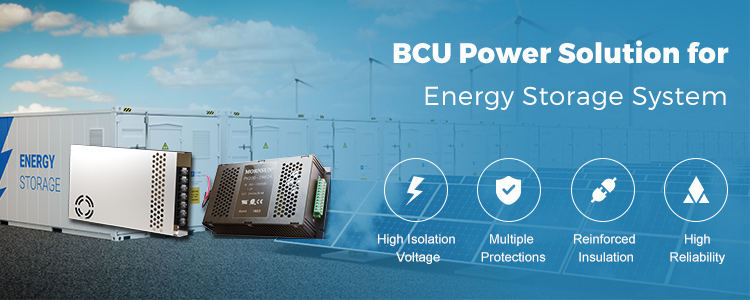 BCU Power Solution for
Energy Storage System
ENERGY
STORAGE
MORNSUN
High Isolation
Voltage
Multiple
Protections
Reinforced
Insulation
High
Reliability